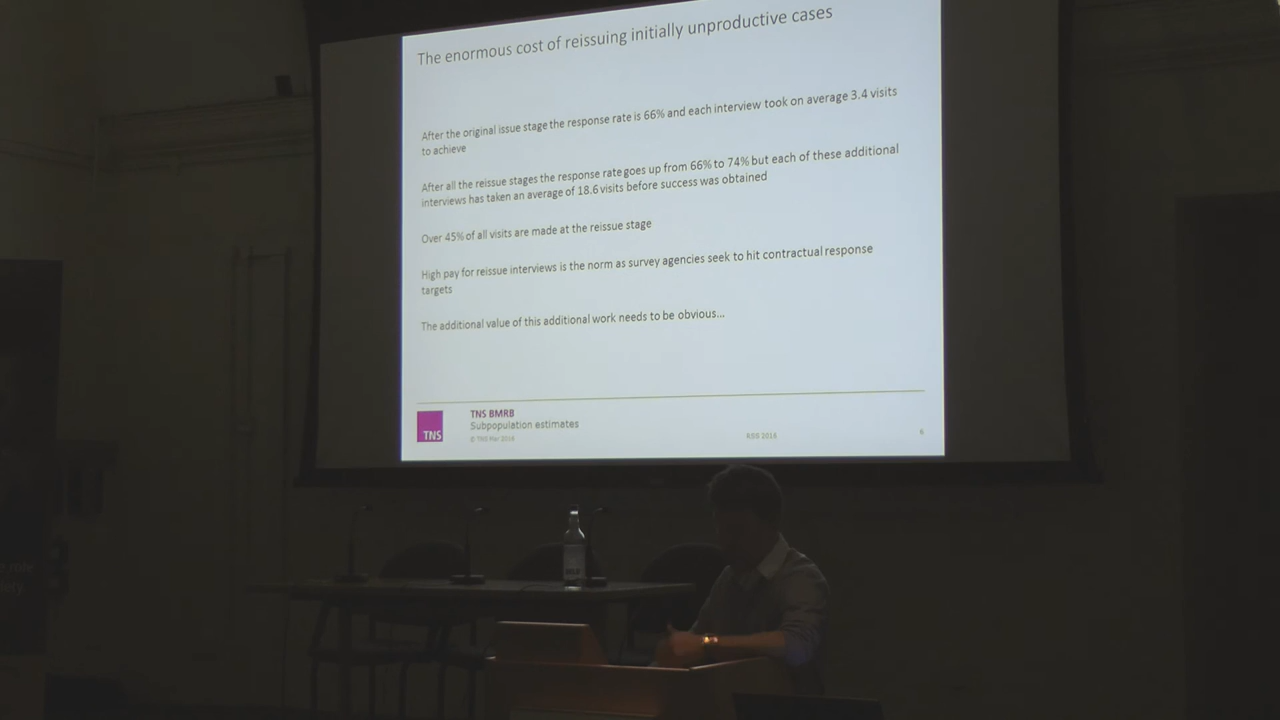 The enormous cost of reissuing initially unproductive cases
After the original issue stage the response rate is 66% and each interview took on average 3.4 visits
to achieve
After all the reissue stages the response rate goes up from 66% to 74% but each of these additional
interviews has taken an average of 18.6 visits before success was obtained
Over 45% of all visits are made at the reissue stage
High pay for reissue interviews is the norm as survey agencies seek to hit contractual response
targets
The additional value of this additional work needs to be obvious...
TNS
TNS BMRB
Subpopulation estimates
© TNS 2016
2016
6
role